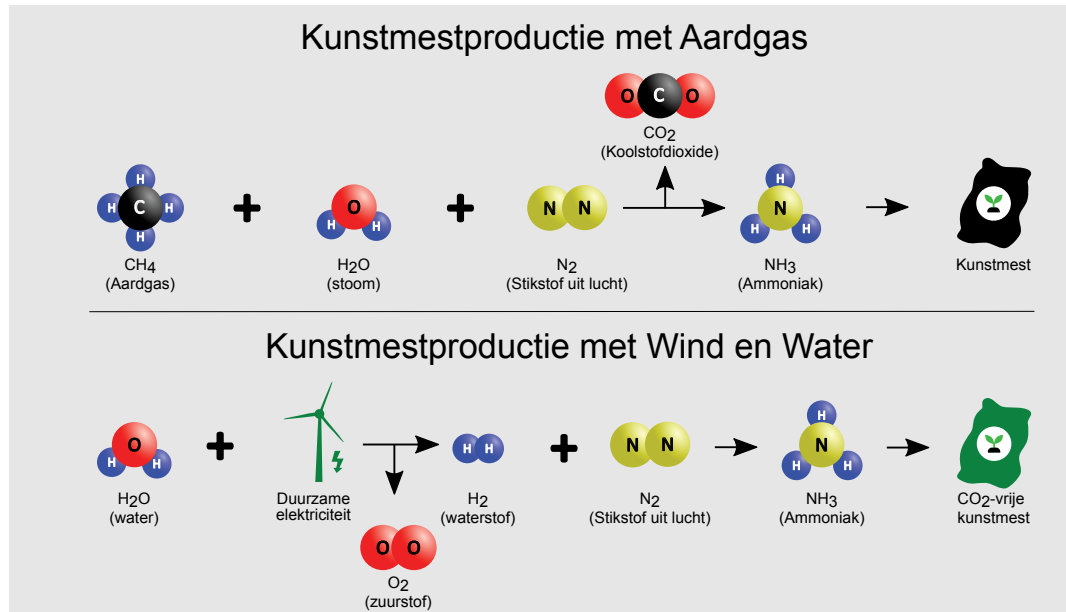 Kunstmestproductie met Aardgas
O C O
CO2
(Koolstofdioxide)
H
H C H
H
CH4
(Aardgas)
+
O
H H
H2O
(stoom)
+
N N
N2
(Stikstof uit lucht)
H
N
H H
NH3
(Ammoniak)
Kunstmest
Kunstmestproductie met Wind en Water
O
H H
H2O
(water)
+
Duurzame
elektriciteit
O O
O2
(zuurstof)
H H
H2
(waterstof)
+
N N
N2
(Stikstof uit lucht)
H
N
H H
NH3
(Ammoniak)
CO2-vrije
kunstmest